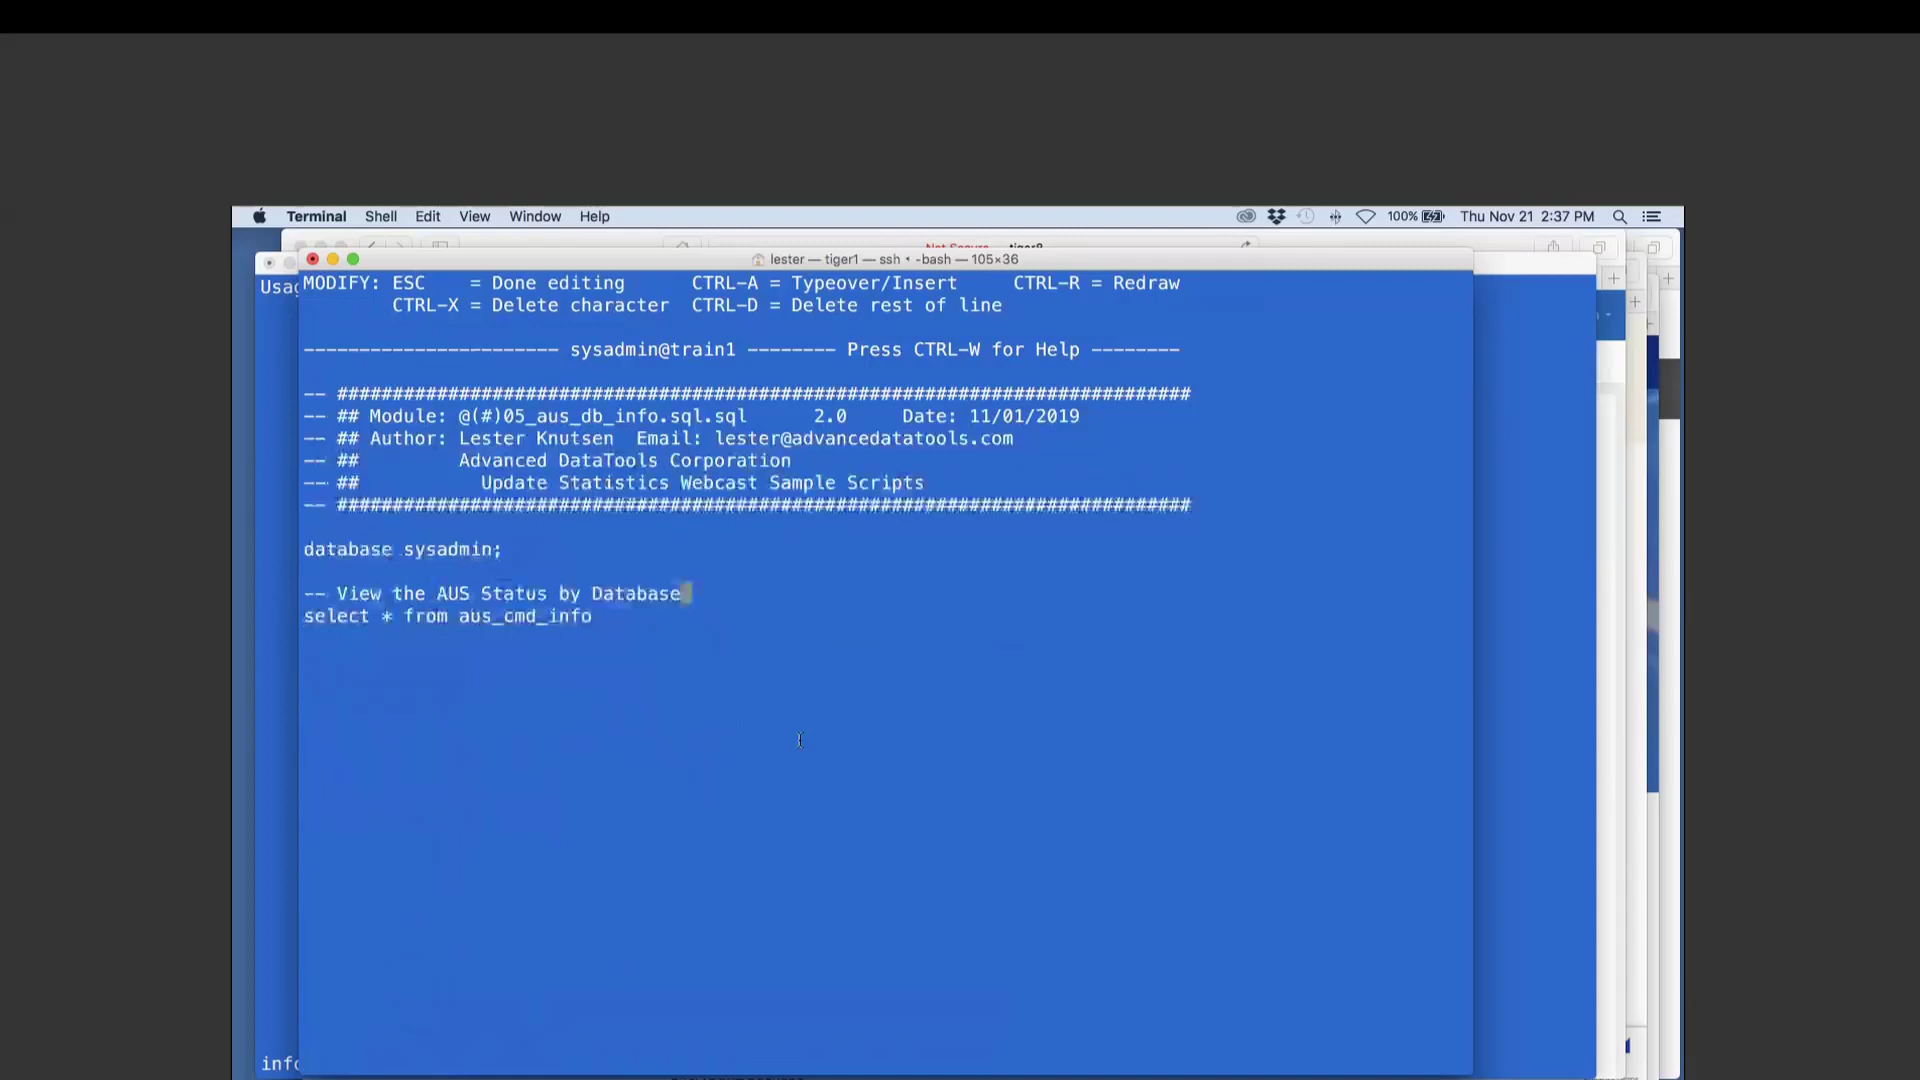 Terminal Shell Edit View Window Help 100% Thu Nov 21 2:37 PM
lester — tiger1 — ssh • -bash — 105×36
MODIFY: ESC = Done editing CTRL-A = Typeover/Insert CTRL-R = Redraw
CTRL-X = Delete character CTRL-D = Delete rest of line
----------------------- sysadmin@train1 -------- Press CTRL-W for Help --------
-- #############################################################################
-- ## Module: @(#)05_aus_db_info.sql.sql 2.0 Date: 11/01/2019
-- ## Author: Lester Knutsen Email: lester@advancedatatools.com
-- ## Advanced DataTools Corporation
-- ## Update Statistics Webcast Sample Scripts
-- #############################################################################
database sysadmin;
-- View the AUS Status by Database
select * from aus_cmd_info